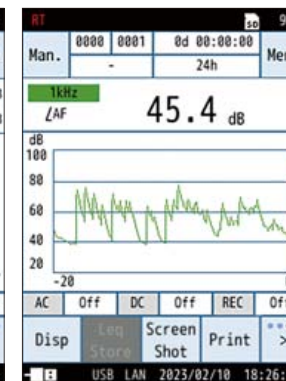 RT SD 9
Man. 0000 0001 0d 00:00:00
- 24h
1kHz
LAF 45.4 dB
dB
100
80
60
40
20
-20
AC Off DC Off REC
Disp Leq Store Screen Shot Print >
USB LAN 2023/02/10 18:26: